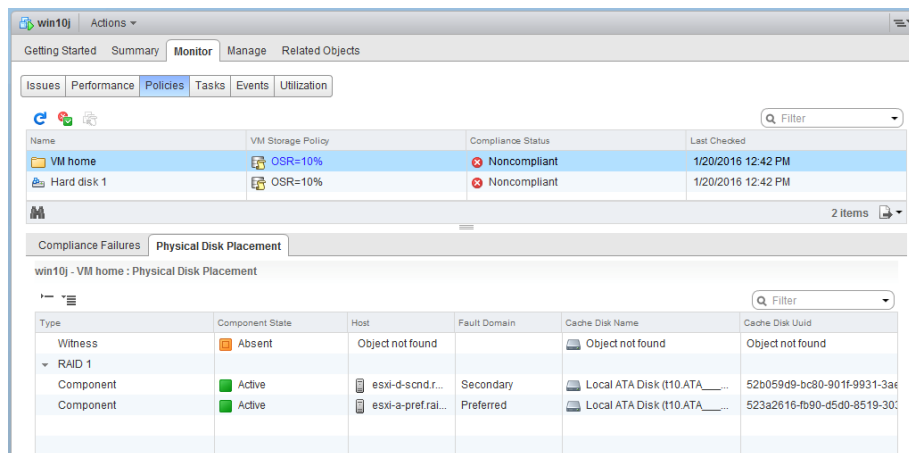 win10j Actions
Getting Started Summary Monitor Manage Related Objects
Issues Performance Policies Tasks Events Utilization
Filter
Name VM Storage Policy Compliance Status Last Checked
VM home OSR=10% Noncompliant 1/20/2016 12:42 PM
Hard disk 1 OSR=10% Noncompliant 1/20/2016 12:42 PM
2 items
Compliance Failures Physical Disk Placement
win10j - VM home : Physical Disk Placement
Filter
Type Component State Host Fault Domain Cache Disk Name Cache Disk Uuid
Witness Absent Object not found Object not found Object not found
RAID 1
Component Active esxi-d-scnd.r... Secondary Local ATA Disk (t10.ATA___... 52b059d9-bc80-901f-9931-3ae
Component Active esxi-a-pref.rai... Preferred Local ATA Disk (t10.ATA___... 523a2616-fb90-d5d0-8519-303